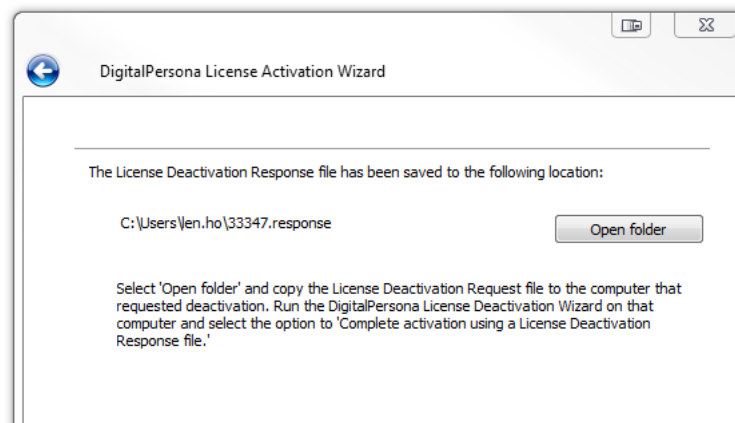 DigitalPersona License Activation Wizard
The License Deactivation Response file has been saved to the following location:
C:\Users\len.ho\33347.response
Open folder
Select 'Open folder' and copy the License Deactivation Request file to the computer that
requested deactivation. Run the DigitalPersona License Deactivation Wizard on that
computer and select the option to 'Complete activation using a License Deactivation
Response file.'